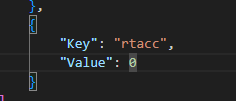 },
{
"Key": "rtacc",
"Value": 0
}